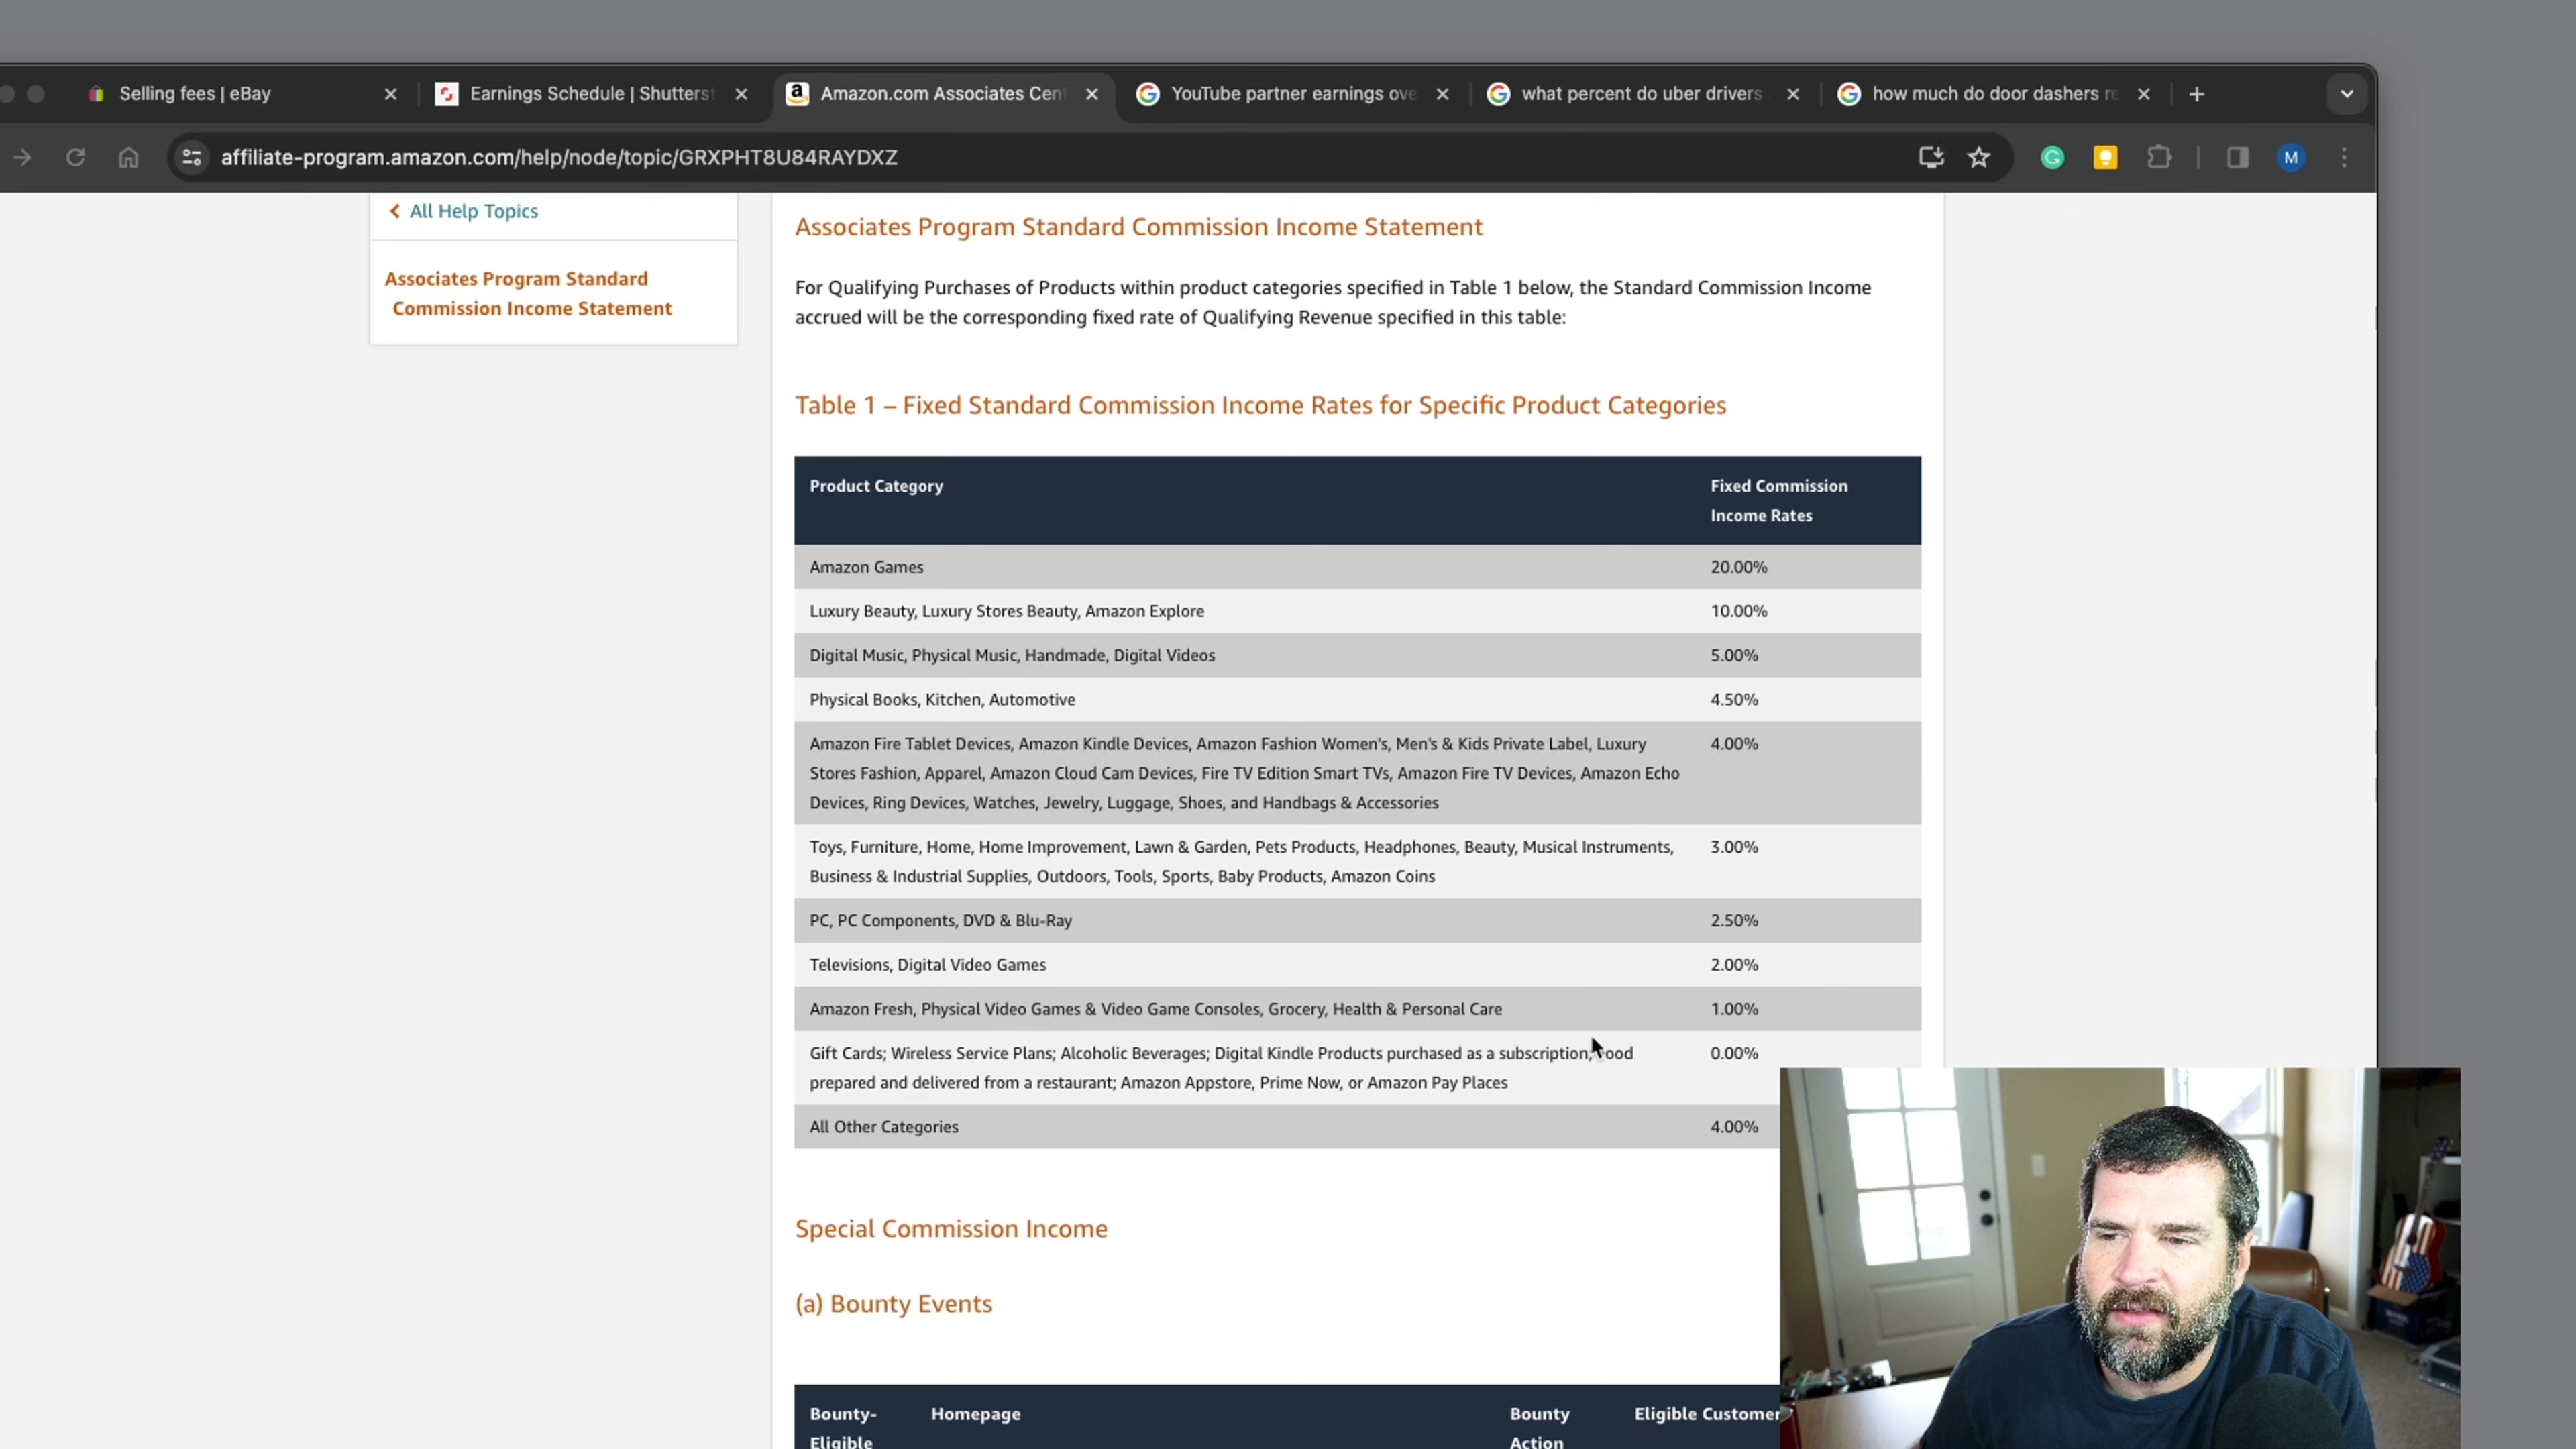 Selling fees | eBay
Earnings Schedule | Shutterst
Amazon.com Associates Cent
YouTube partner earnings ove
what percent do uber drivers
how much do door dashers re
affiliate-program.amazon.com/help/node/topic/GRXPHT8U84RAYDXZ
M
All Help Topics
Associates Program Standard
Commission Income Statement
Associates Program Standard Commission Income Statement
For Qualifying Purchases of Products within product categories specified in Table 1 below, the Standard Commission Income
accrued will be the corresponding fixed rate of Qualifying Revenue specified in this table:
Table 1 – Fixed Standard Commission Income Rates for Specific Product Categories
Product Category
Fixed Commission
Income Rates
Amazon Games 20.00%
Luxury Beauty, Luxury Stores Beauty, Amazon Explore 10.00%
Digital Music, Physical Music, Handmade, Digital Videos 5.00%
Physical Books, Kitchen, Automotive 4.50%
Amazon Fire Tablet Devices, Amazon Kindle Devices, Amazon Fashion Women's, Men's & Kids Private Label, Luxury 4.00%
Stores Fashion, Apparel, Amazon Cloud Cam Devices, Fire TV Edition Smart TVs, Amazon Fire TV Devices, Amazon Echo
Devices, Ring Devices, Watches, Jewelry, Luggage, Shoes, and Handbags & Accessories
Toys, Furniture, Home, Home Improvement, Lawn & Garden, Pets Products, Headphones, Beauty, Musical Instruments, 3.00%
Business & Industrial Supplies, Outdoors, Tools, Sports, Baby Products, Amazon Coins
PC, PC Components, DVD & Blu-Ray 2.50%
Televisions, Digital Video Games 2.00%
Amazon Fresh, Physical Video Games & Video Game Consoles, Grocery, Health & Personal Care 1.00%
Gift Cards; Wireless Service Plans; Alcoholic Beverages; Digital Kindle Products purchased as a subscription; food 0.00%
prepared and delivered from a restaurant; Amazon Appstore, Prime Now, or Amazon Pay Places
All Other Categories 4.00%
Special Commission Income
(a) Bounty Events
Bounty-
Eligible
Homepage
Bounty
Action
Eligible Customer